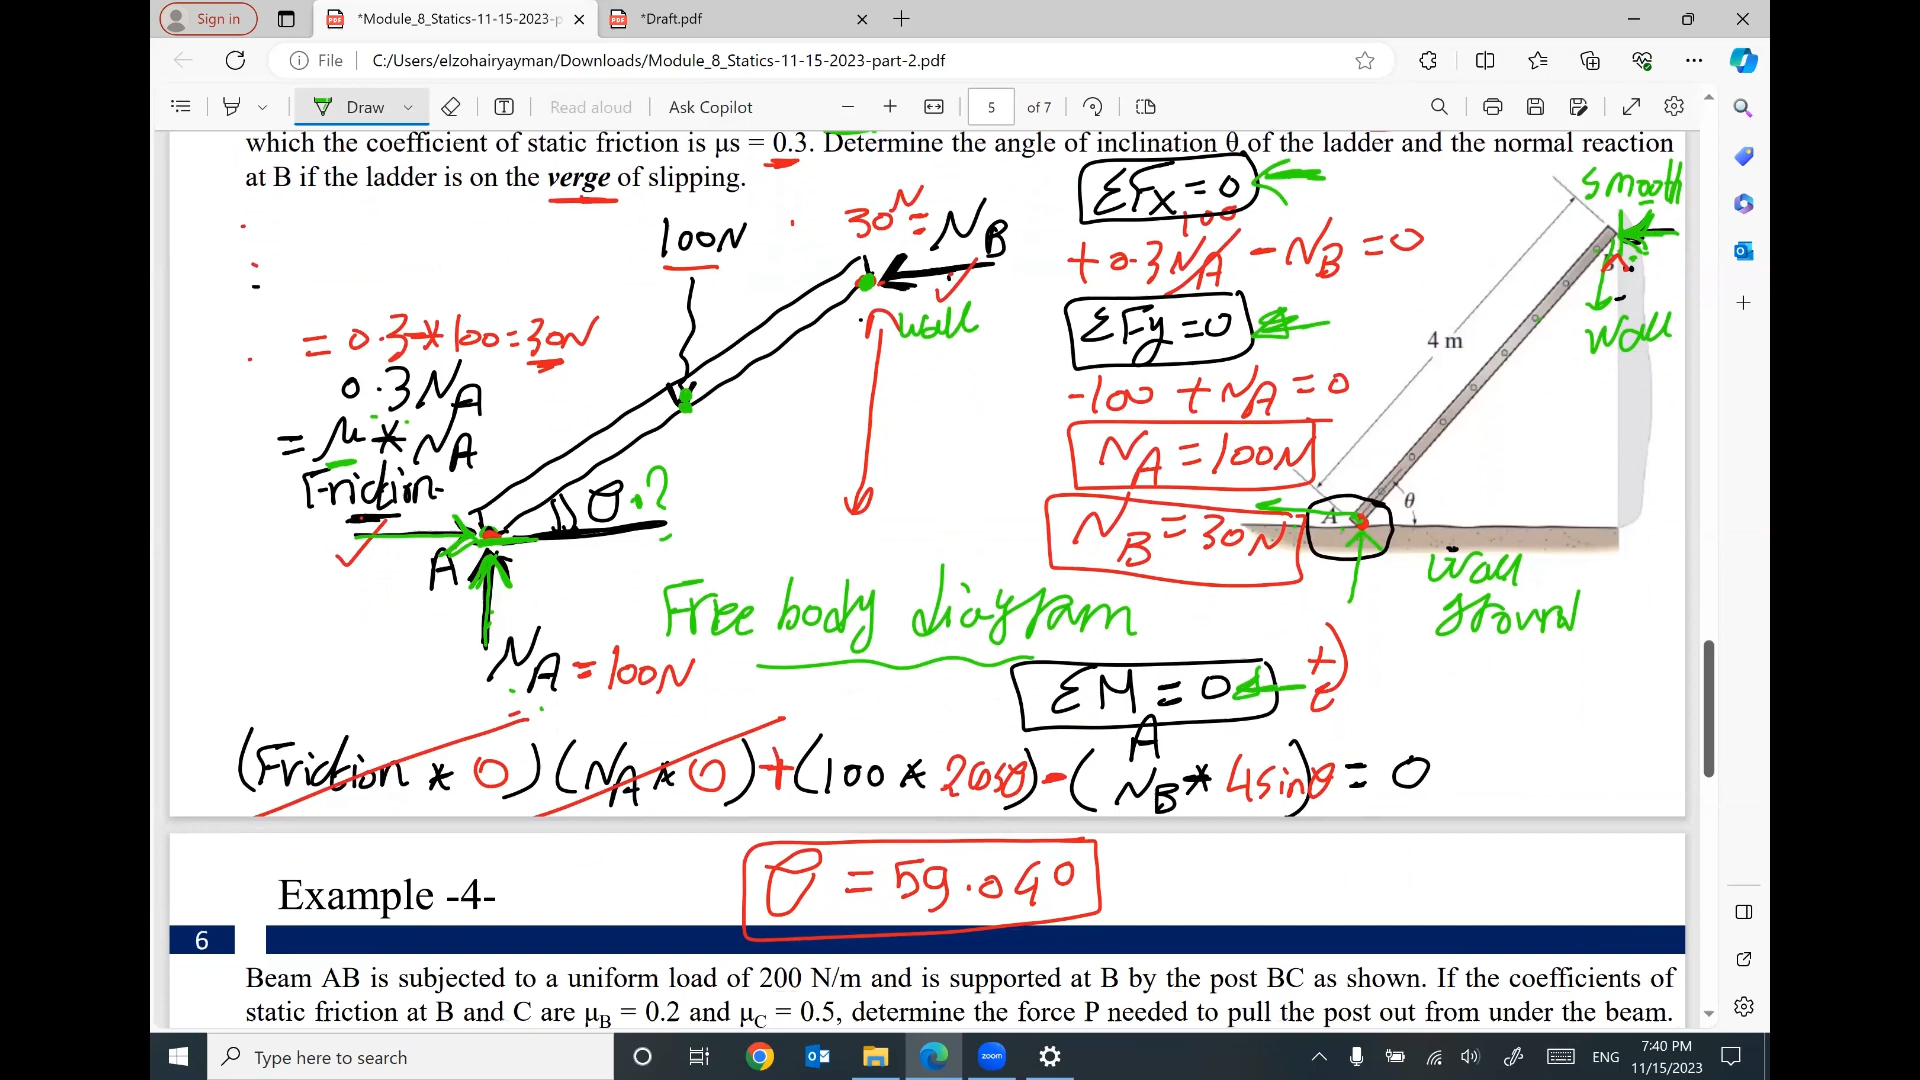 Sign in
*Module_8_Statics-11-15-2023-p
*Draft.pdf
File C:/Users/elzohairyayman/Downloads/Module_8_Statics-11-15-2023-part-2.pdf
Draw
Read aloud
Ask Copilot
5 of 7
which the coefficient of static friction is μs = 0.3. Determine the angle of inclination θ of the ladder and the normal reaction
at B if the ladder is on the verge of slipping.
100N
30N = NB
wall
= 0.3*100=30N
0.3NA
= μ * NA
Friction
θ ?
A
NA = 100N
Free body diagram
ΣFx = 0
100
+ 0.3NA - NB = 0
ΣFy = 0
-100 + NA = 0
NA = 100N
NB = 30N
smooth
B
wall
4 m
θ
A
wall
ground
ΣM = 0
A
+
(Friction * 0)(NA * 0)+(100 * 2cosθ)-(NB* 4sinθ)= 0
θ = 59.04°
Example -4-
6
Beam AB is subjected to a uniform load of 200 N/m and is supported at B by the post BC as shown. If the coefficients of
static friction at B and C are μB = 0.2 and μC = 0.5, determine the force P needed to pull the post out from under the beam.
Type here to search
zoom
ENG
7:40 PM
11/15/2023